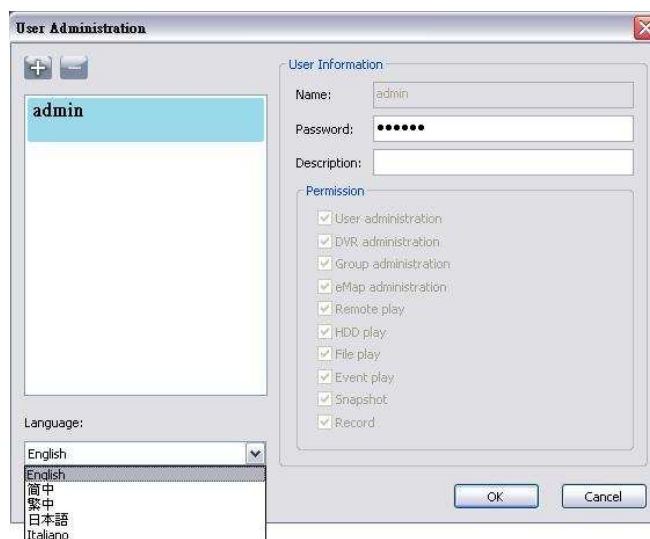 User Administration
admin
Language:
English
English
简中
繁中
日本語
Italiano
User Information
Name:
admin
Password:
••••••
Description:
Permission
User administration
DVR administration
Group administration
eMap administration
Remote play
HDD play
File play
Event play
Snapshot
Record
OK
Cancel